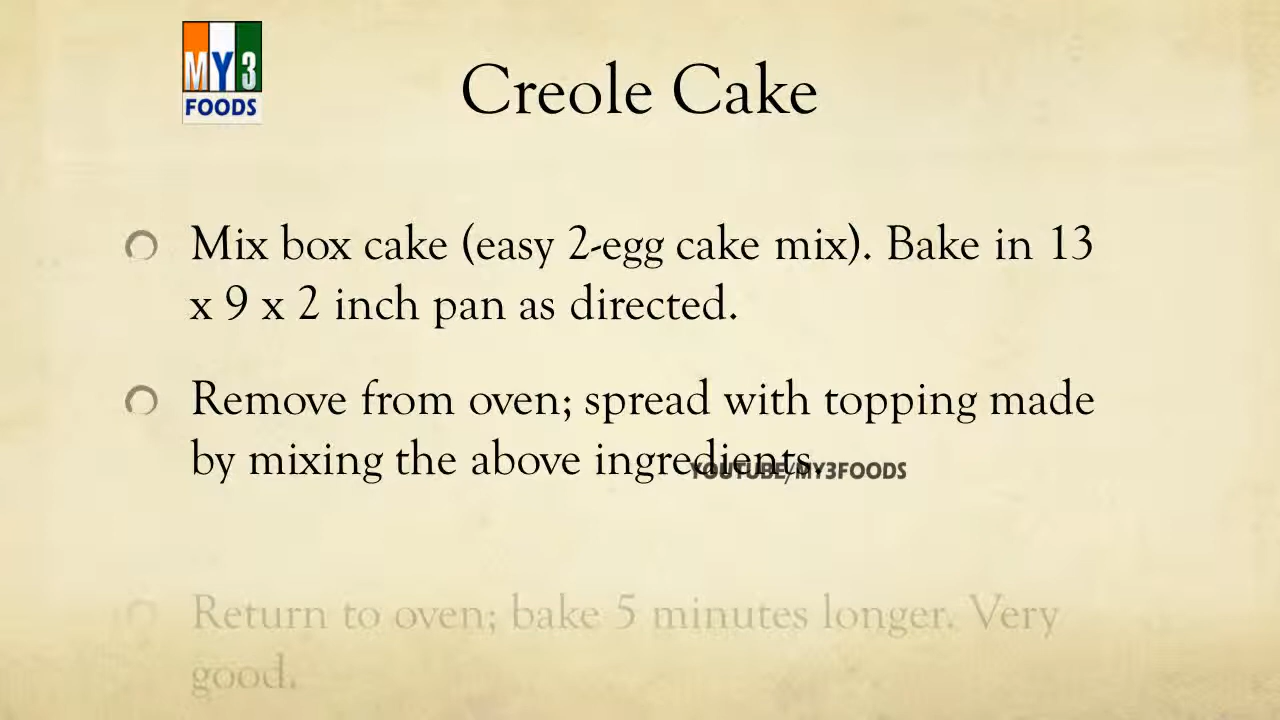 MY3
FOODS
Creole Cake
Mix box cake (easy 2-egg cake mix). Bake in 13
x 9 x 2 inch pan as directed.
Remove from oven; spread with topping made
by mixing the above ingredients.
YOUTUBE/MY3FOODS
Return to oven; bake 5 minutes longer. Very
good.